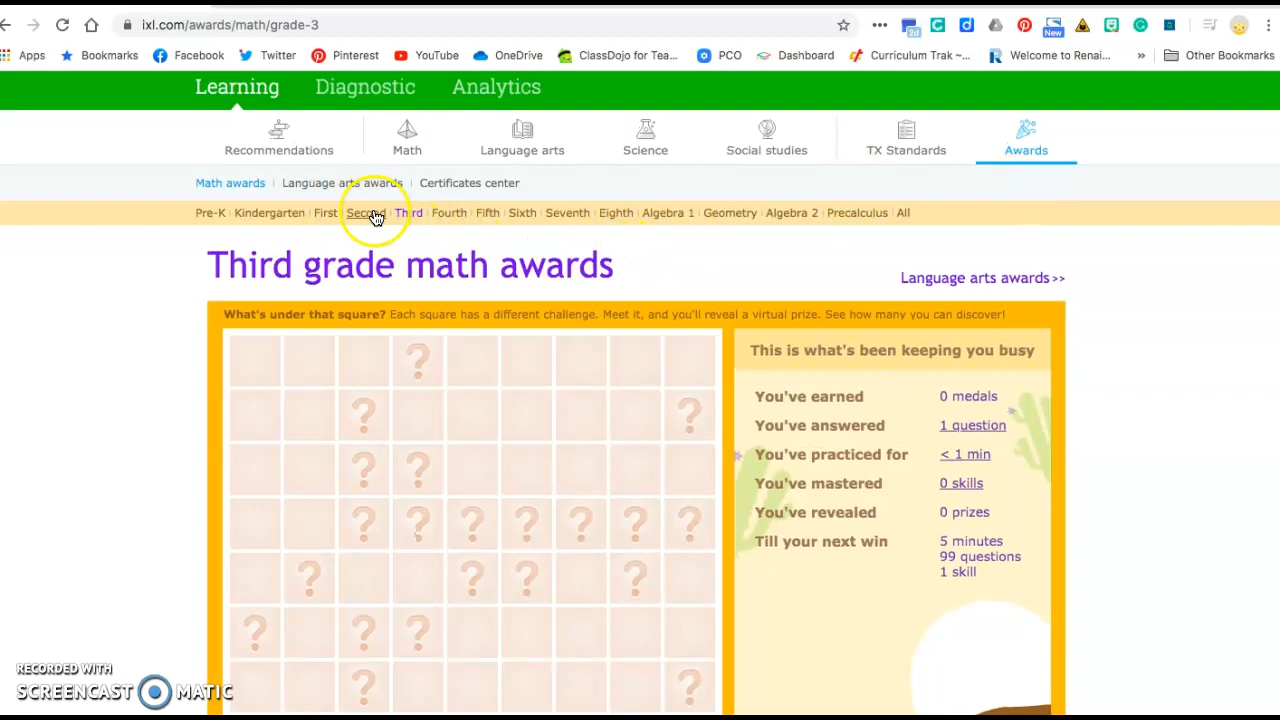 ixl.com/awards/math/grade-3
2d
New
Apps Bookmarks Facebook Twitter Pinterest YouTube OneDrive ClassDojo for Tea... PCO Dashboard Curriculum Trak ~... Welcome to Renai... » Other Bookmarks
Learning Diagnostic Analytics
Recommendations Math Language arts Science Social studies TX Standards Awards
Math awards Language arts awards Certificates center
Pre-K Kindergarten First Second Third Fourth Fifth Sixth Seventh Eighth Algebra 1 Geometry Algebra 2 Precalculus All
Third grade math awards
Language arts awards >>
What's under that square? Each square has a different challenge. Meet it, and you'll reveal a virtual prize. See how many you can discover!
?
? ?
? ?
? ? ? ? ? ? ?
? ? ? ?
? ? ?
? ?
This is what's been keeping you busy
You've earned 0 medals
You've answered 1 question
You've practiced for < 1 min
You've mastered 0 skills
You've revealed 0 prizes
Till your next win 5 minutes
99 questions
1 skill
RECORDED WITH
SCREENCAST MATIC